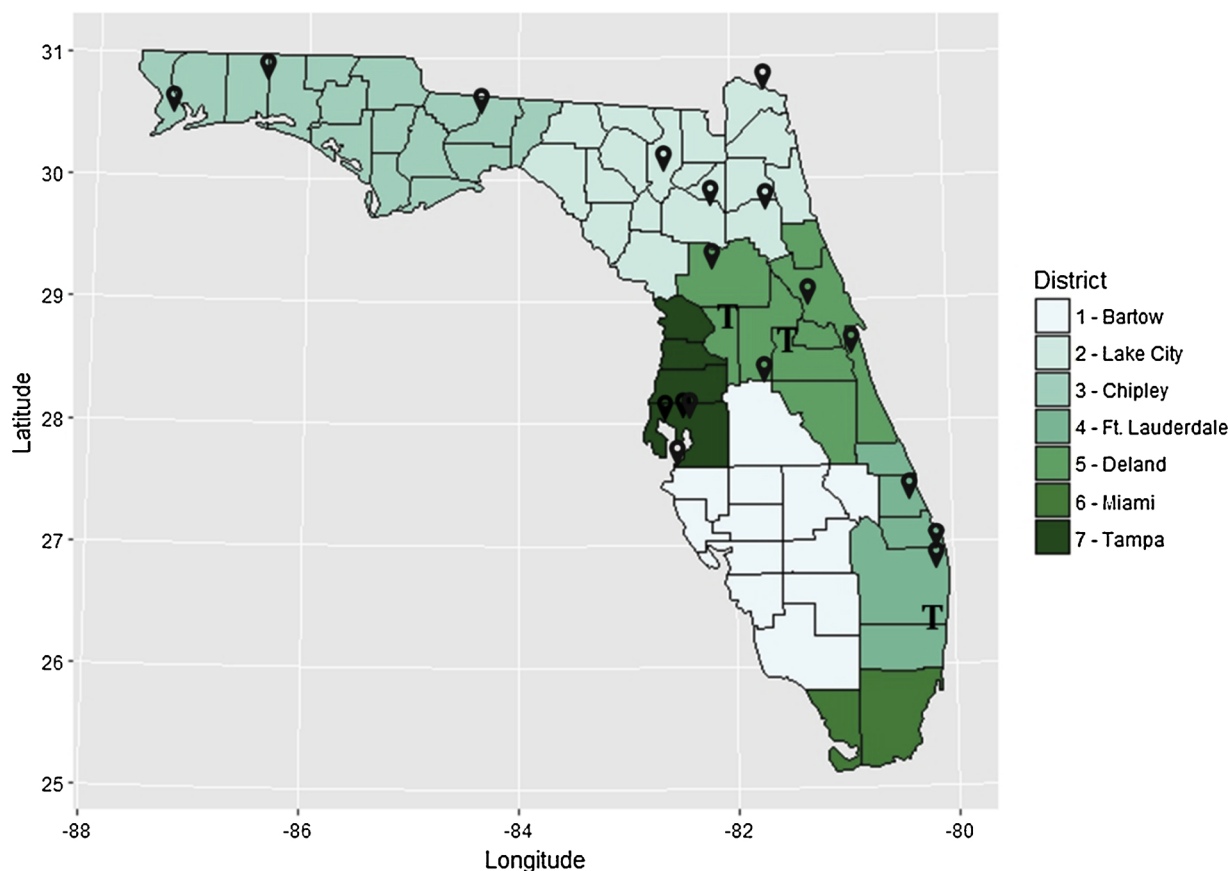 31
30
29
28
27
26
25
Latitude
-88
-86
-84
-82
-80
Longitude
T
T
T
District
1 - Bartow
2 - Lake City
3 - Chipley
4 - Ft. Lauderdale
5 - Deland
6 - Miami
7 - Tampa